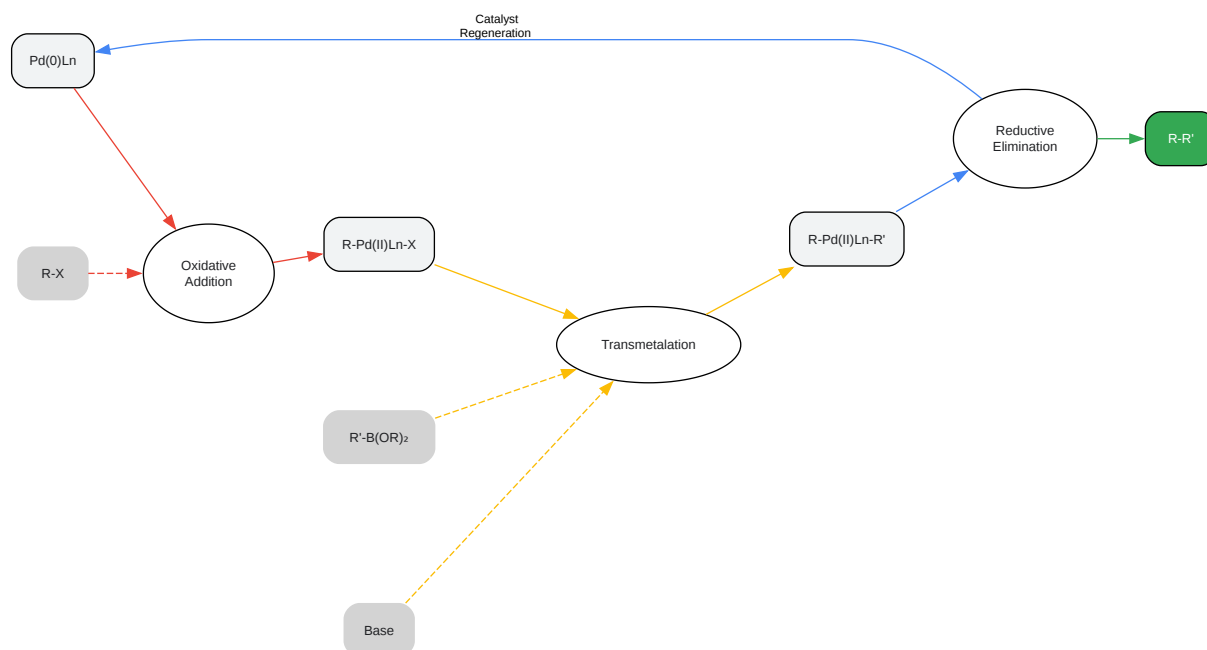 Catalyst
Regeneration
Pd(0)Ln
Reductive
Elimination
R-R'
R-Pd(II)Ln-X
R-Pd(II)Ln-R'
R-X
Oxidative
Addition
Transmetalation
R'-B(OR)₂
Base